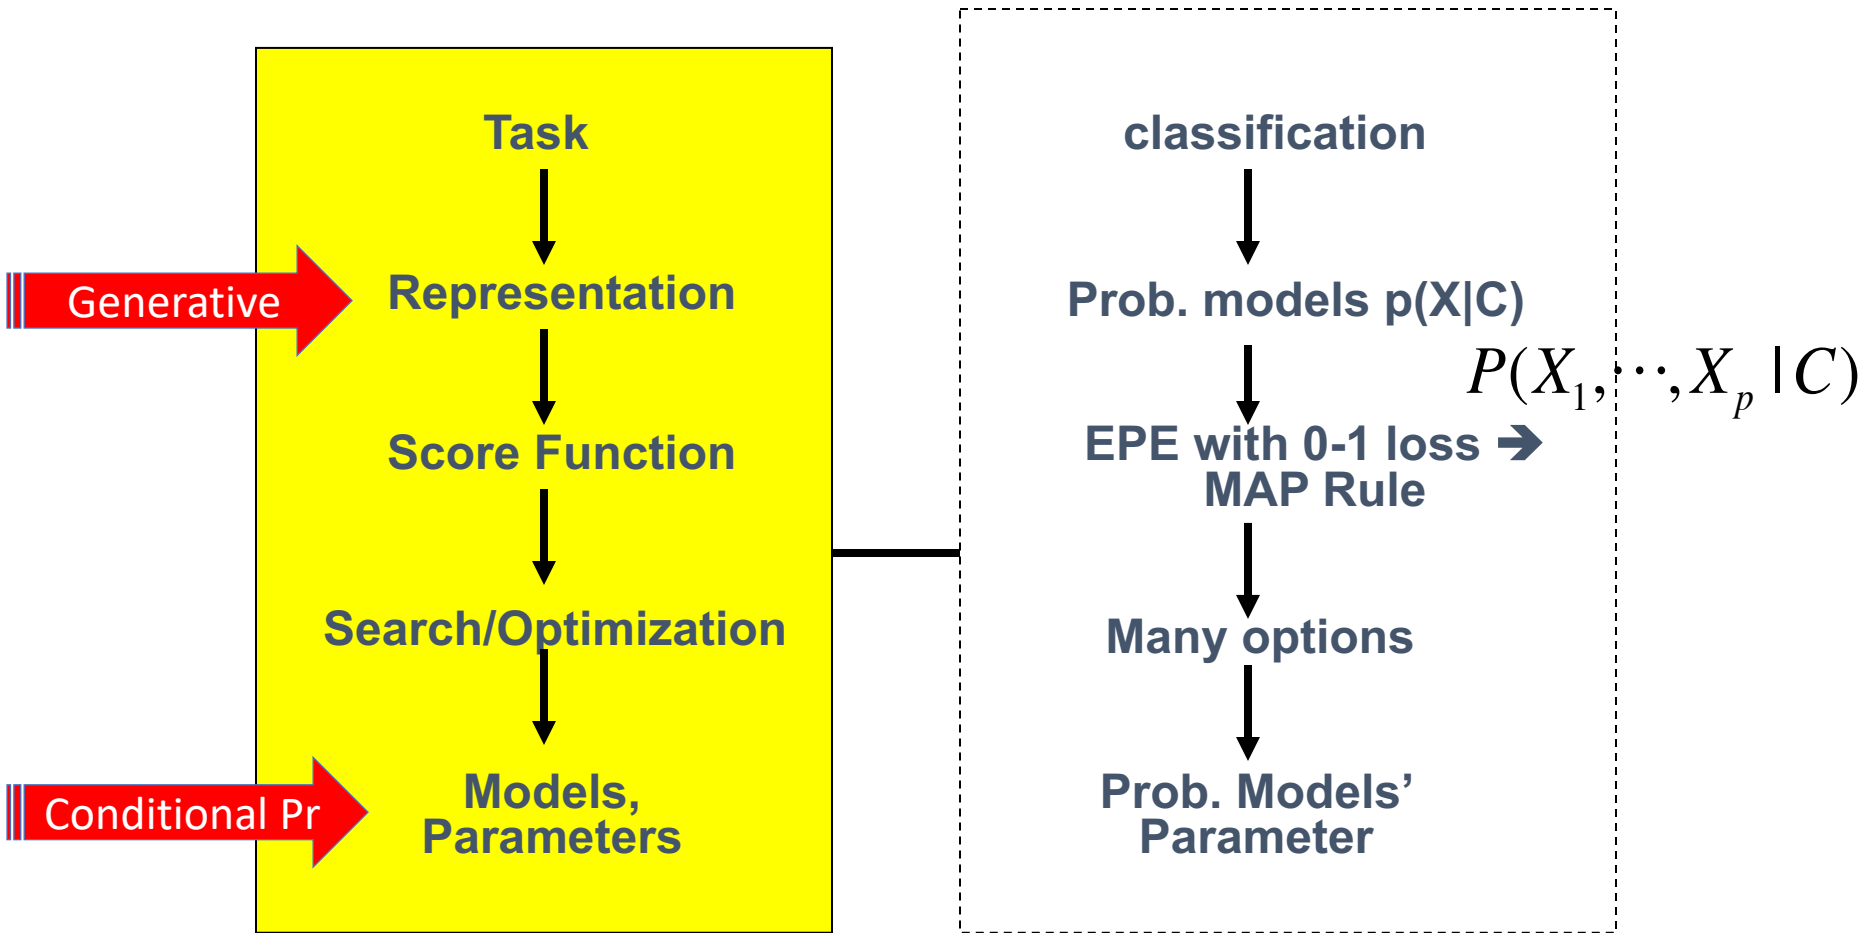 Task
Generative
Representation
Score Function
Search/Optimization
Conditional Pr
Models,
Parameters
classification
Prob. models p(X|C)
P(X₁,⋯,Xₚ | C)
EPE with 0-1 loss ➔
MAP Rule
Many options
Prob. Models’
Parameter